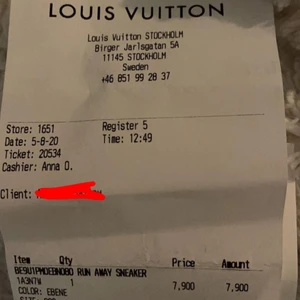 LOUIS VUITTON
Louis Vuitton STOCKHOLM
Birger Jarlsgatan 5A
11145 STOCKHOLM
Sweden
+46 851 99 28 37
Store: 1651 Register 5
Date: 5-8-20 Time: 12:49
Ticket: 20534
Cashier: Anna O.
Client:
Item Qty Price Amount
RUN AWAY SNEAKER
1 7,900 7,900
COLOR: EBENE